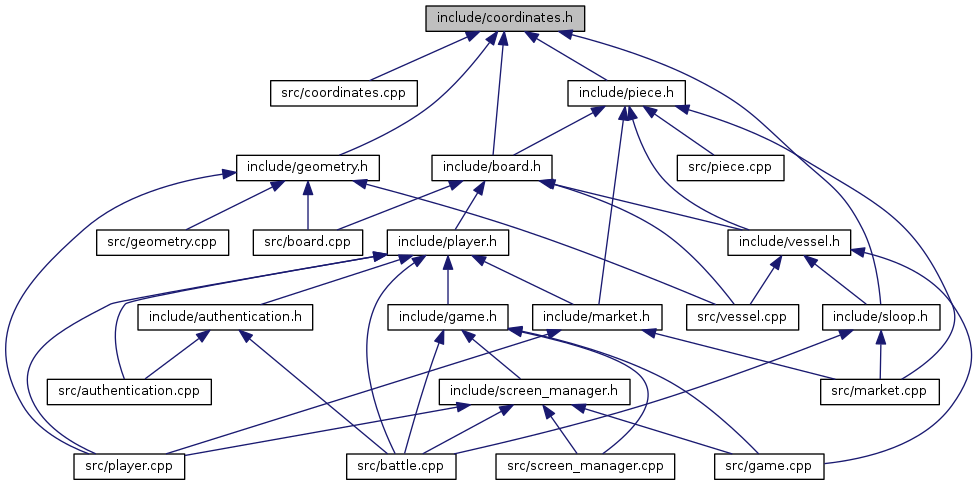 include/coordinates.h
src/coordinates.cpp
include/piece.h
include/geometry.h
include/board.h
src/piece.cpp
src/geometry.cpp
src/board.cpp
include/player.h
include/vessel.h
include/authentication.h
include/game.h
include/market.h
src/vessel.cpp
include/sloop.h
src/authentication.cpp
include/screen_manager.h
src/market.cpp
src/player.cpp
src/battle.cpp
src/screen_manager.cpp
src/game.cpp